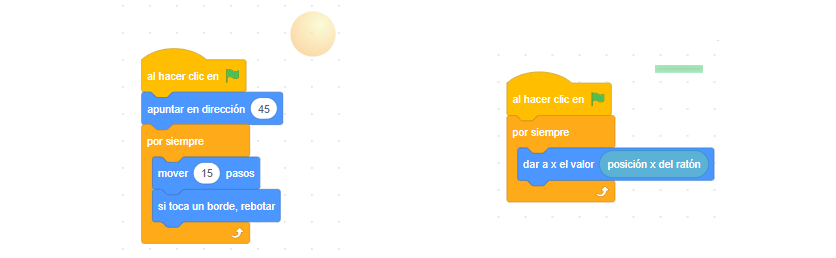 al hacer clic en
apuntar en dirección 45
por siempre
mover 15 pasos
si toca un borde, rebotar
al hacer clic en
por siempre
dar a x el valor posición x del ratón